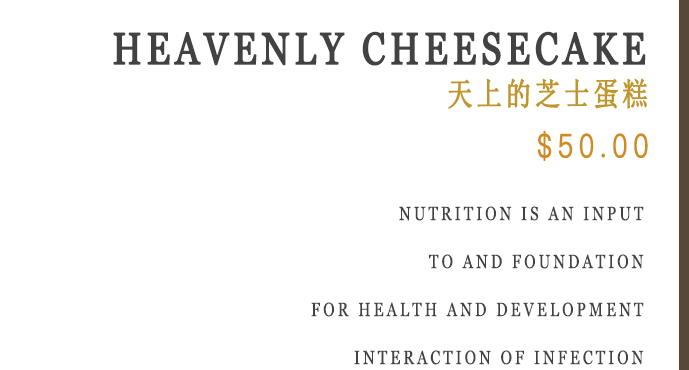 HEAVENLY CHEESECAKE
天上的芝士蛋糕
$50.00
NUTRITION IS AN INPUT
TO AND FOUNDATION
FOR HEALTH AND DEVELOPMENT
INTERACTION OF INFECTION